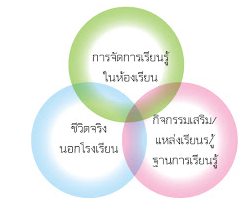 การจัดการเรียนรู้
ในห้องเรียน
ชีวิตจริง
นอกโรงเรียน
กิจกรรมเสริม/
แหล่งเรียนรู้/
ฐานการเรียนรู้